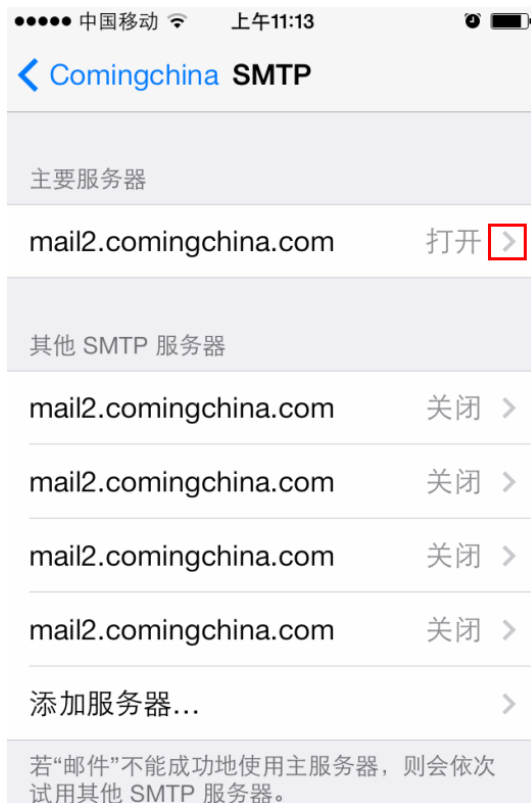 中国移动 上午11:13
Comingchina SMTP
主要服务器
mail2.comingchina.com 打开
其他 SMTP 服务器
mail2.comingchina.com 关闭
mail2.comingchina.com 关闭
mail2.comingchina.com 关闭
mail2.comingchina.com 关闭
添加服务器...
若“邮件”不能成功地使用主服务器，则会依次
试用其他 SMTP 服务器。